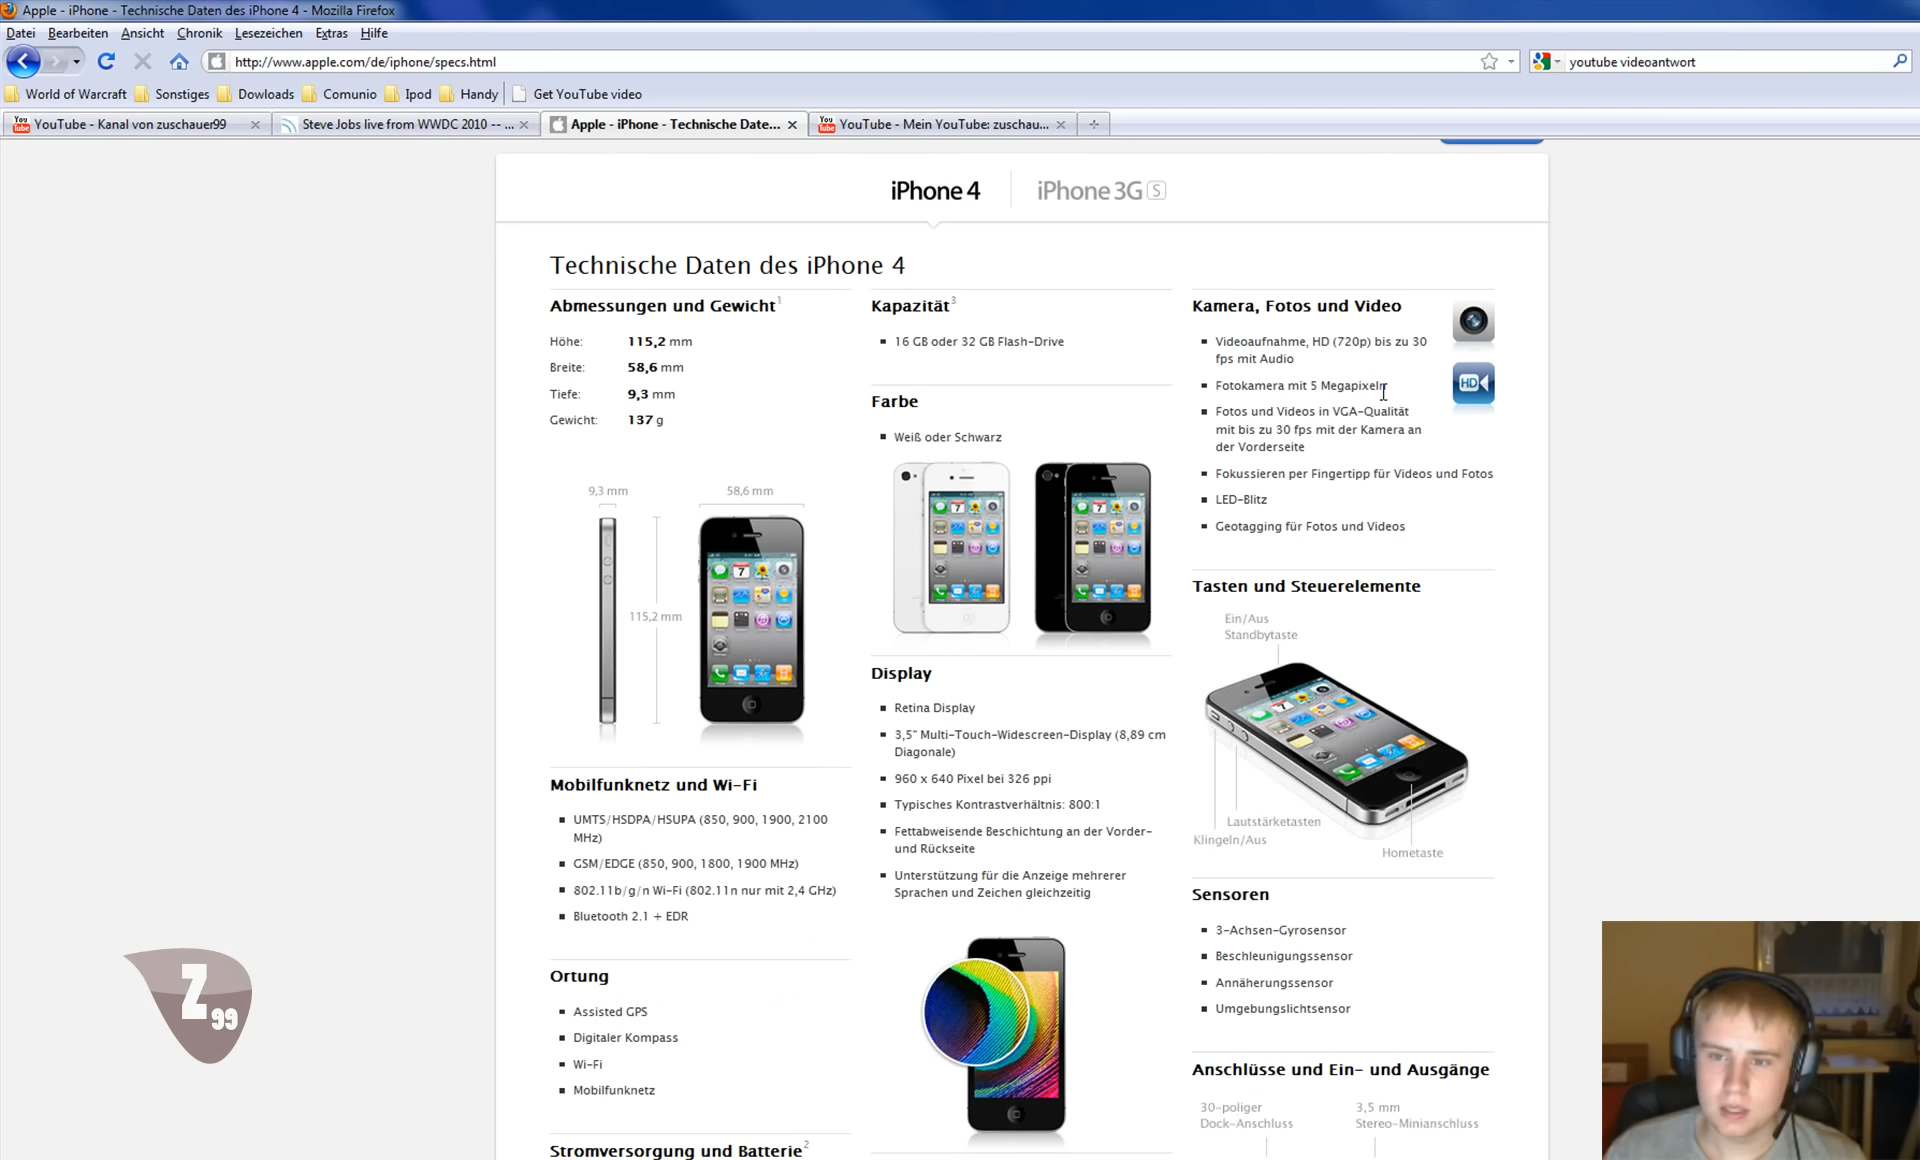 Apple - iPhone - Technische Daten des iPhone 4 - Mozilla Firefox
Datei Bearbeiten Ansicht Chronik Lesezeichen Extras Hilfe
http://www.apple.com/de/iphone/specs.html
youtube videoantwort
World of Warcraft Sonstiges Dowloads Comunio Ipod Handy Get YouTube video
You Tube YouTube - Kanal von zuschauer99
Steve Jobs live from WWDC 2010 -- ...
Apple - iPhone - Technische Date...
You Tube YouTube - Mein YouTube: zuschau...
iPhone 4
iPhone 3G S
Technische Daten des iPhone 4
Abmessungen und Gewicht1
Höhe: 115,2 mm
Breite: 58,6 mm
Tiefe: 9,3 mm
Gewicht: 137 g
9,3 mm
58,6 mm
115,2 mm
Mobilfunknetz und Wi-Fi
UMTS/HSDPA/HSUPA (850, 900, 1900, 2100
MHz)
GSM/EDGE (850, 900, 1800, 1900 MHz)
802.11b/g/n Wi-Fi (802.11n nur mit 2,4 GHz)
Bluetooth 2.1 + EDR
Ortung
Assisted GPS
Digitaler Kompass
Wi-Fi
Mobilfunknetz
Stromversorgung und Batterie2
Kapazität3
16 GB oder 32 GB Flash-Drive
Farbe
Weiß oder Schwarz
Display
Retina Display
3,5" Multi-Touch-Widescreen-Display (8,89 cm
Diagonale)
960 x 640 Pixel bei 326 ppi
Typisches Kontrastverhältnis: 800:1
Fettabweisende Beschichtung an der Vorder-
und Rückseite
Unterstützung für die Anzeige mehrerer
Sprachen und Zeichen gleichzeitig
Kamera, Fotos und Video
Videoaufnahme, HD (720p) bis zu 30
fps mit Audio
Fotokamera mit 5 Megapixeln
Fotos und Videos in VGA-Qualität
mit bis zu 30 fps mit der Kamera an
der Vorderseite
Fokussieren per Fingertipp für Videos und Fotos
LED-Blitz
Geotagging für Fotos und Videos
HD
Tasten und Steuerelemente
Ein/Aus
Standbytaste
Lautstärketasten
Klingeln/Aus
Hometaste
Sensoren
3-Achsen-Gyrosensor
Beschleunigungssensor
Annäherungssensor
Umgebungslichtsensor
Anschlüsse und Ein- und Ausgänge
30-poliger
Dock-Anschluss
3,5 mm
Stereo-Minianschluss
Z
99